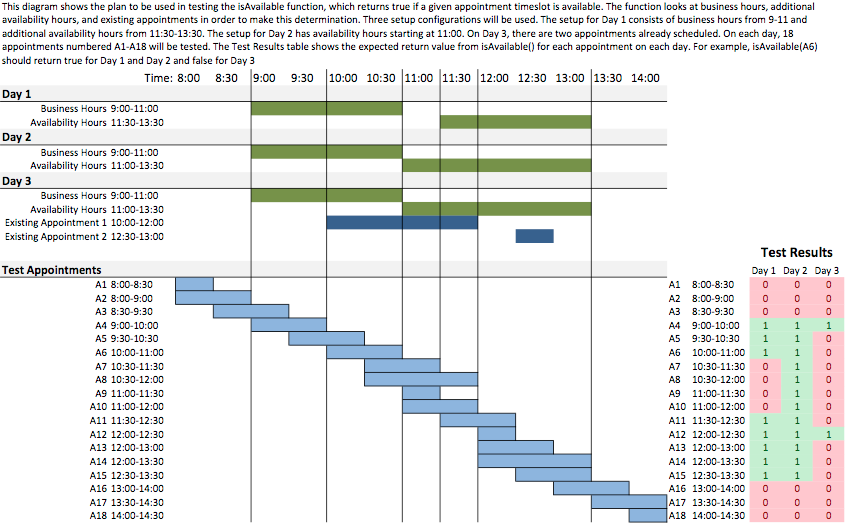 This diagram shows the plan to be used in testing the isAvailable function, which returns true if a given appointment timeslot is available. The function looks at business hours, additional
availability hours, and existing appointments in order to make this determination. Three setup configurations will be used. The setup for Day 1 consists of business hours from 9-11 and
additional availability hours from 11:30-13:30. The setup for Day 2 has availability hours starting at 11:00. On Day 3, there are two appointments already scheduled. On each day, 18
appointments numbered A1-A18 will be tested. The Test Results table shows the expected return value from isAvailable() for each appointment on each day. For example, isAvailable(A6)
should return true for Day 1 and Day 2 and false for Day 3
Time: 8:00 8:30 9:00 9:30 10:00 10:30 11:00 11:30 12:00 12:30 13:00 13:30 14:00
Day 1
Business Hours 9:00-11:00
Availability Hours 11:30-13:30
Day 2
Business Hours 9:00-11:00
Availability Hours 11:00-13:30
Day 3
Business Hours 9:00-11:00
Availability Hours 11:00-13:30
Existing Appointment 1 10:00-12:00
Existing Appointment 2 12:30-13:00
Test Results
Test Appointments Day 1 Day 2 Day 3
A1 8:00-8:30 A1 8:00-8:30 0 0 0
A2 8:00-9:00 A2 8:00-9:00 0 0 0
A3 8:30-9:30 A3 8:30-9:30 0 0 0
A4 9:00-10:00 A4 9:00-10:00 1 1 1
A5 9:30-10:30 A5 9:30-10:30 1 1 0
A6 10:00-11:00 A6 10:00-11:00 1 1 0
A7 10:30-11:30 A7 10:30-11:30 0 1 0
A8 10:30-12:00 A8 10:30-12:00 0 1 0
A9 11:00-11:30 A9 11:00-11:30 0 1 0
A10 11:00-12:00 A10 11:00-12:00 0 1 0
A11 11:30-12:30 A11 11:30-12:30 1 1 0
A12 12:00-12:30 A12 12:00-12:30 1 1 1
A13 12:00-13:00 A13 12:00-13:00 1 1 0
A14 12:00-13:30 A14 12:00-13:30 1 1 0
A15 12:30-13:30 A15 12:30-13:30 1 1 0
A16 13:00-14:00 A16 13:00-14:00 0 0 0
A17 13:30-14:30 A17 13:30-14:30 0 0 0
A18 14:00-14:30 A18 14:00-14:30 0 0 0